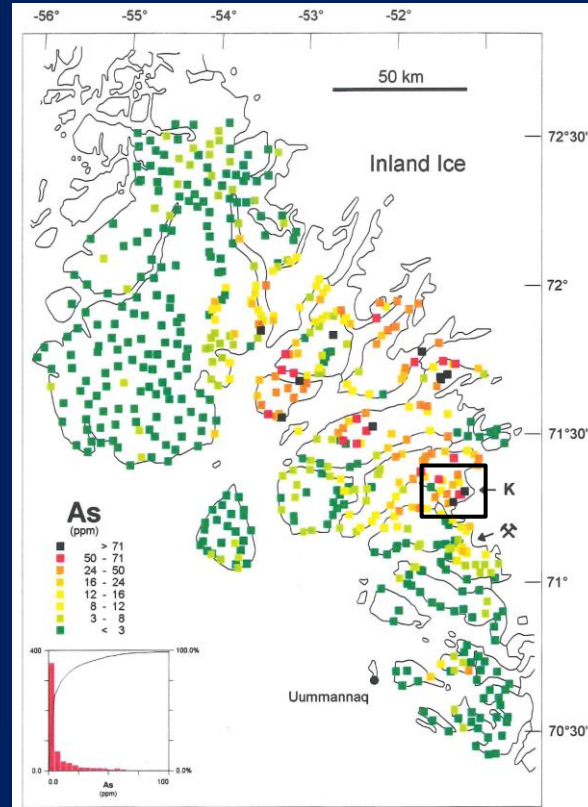 -56° -55° -54° -53° -52°
50 km
72°30'
Inland Ice
72°
71°30'
K
As
(ppm)
> 71
50 - 71
24 - 50
16 - 24
12 - 16
8 - 12
3 - 8
< 3
71°
400 100.0%
Uummannaq
70°30'
0.0 0.0%
0.0 100
As
(ppm)